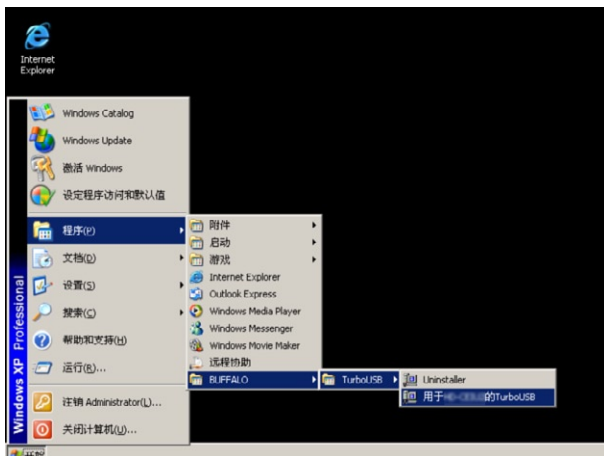 Internet
Explorer
Windows Catalog
Windows Update
激活 Windows
设定程序访问和默认值
程序(P)
文档(D)
设置(S)
搜索(C)
帮助和支持(H)
运行(R)...
注销 Administrator(L)...
关闭计算机(U)...
Windows XP Professional
附件
启动
游戏
Internet Explorer
Outlook Express
Windows Media Player
Windows Messenger
Windows Movie Maker
远程协助
BUFFALO
TurboUSB
Uninstaller
用于 的TurboUSB
开始